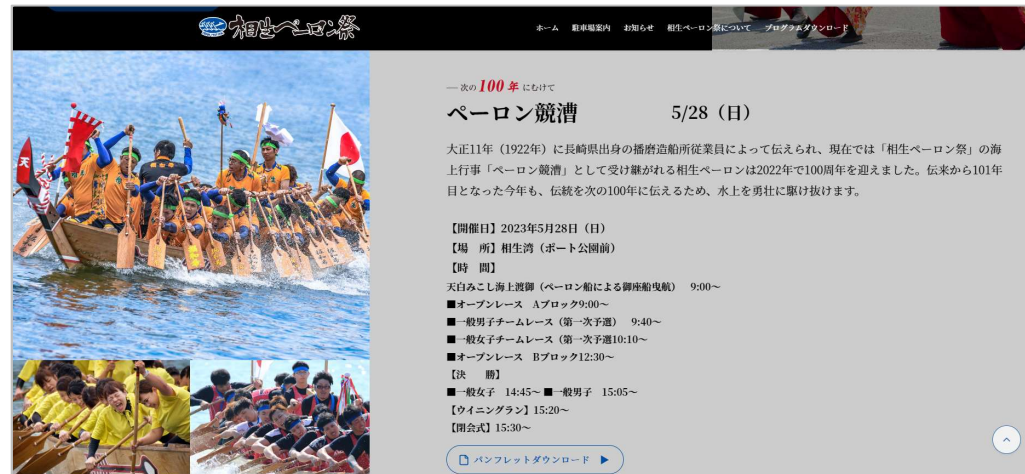 相生ペーロン祭
ホーム 駐車場案内 お知らせ 相生ペーロン祭について プログラムダウンロード
— 次の100年にむけて
ペーロン競漕 5/28（日）
大正11年（1922年）に長崎県出身の播磨造船所従業員によって伝えられ、現在では「相生ペーロン祭」の海
上行事「ペーロン競漕」として受け継がれる相生ペーロンは2022年で100周年を迎えました。伝来から101年
目となった今年も、伝統を次の100年に伝えるため、水上を勇壮に駆け抜けます。
【開催日】2023年5月28日（日）
【場　所】相生湾（ポート公園前）
【時　間】
天白みこし海上渡御（ペーロン船による御座船曳航）　9:00～
■オープンレース　Aブロック9:00～
■一般男子チームレース（第一次予選）　9:40～
■一般女子チームレース（第一次予選10:10～
■オープンレース　Bブロック12:30～
【決　　勝】
■一般女子　14:45～ ■一般男子　15:05～
【ウイニングラン】15:20～
【閉会式】15:30～
パンフレットダウンロード ▶
天